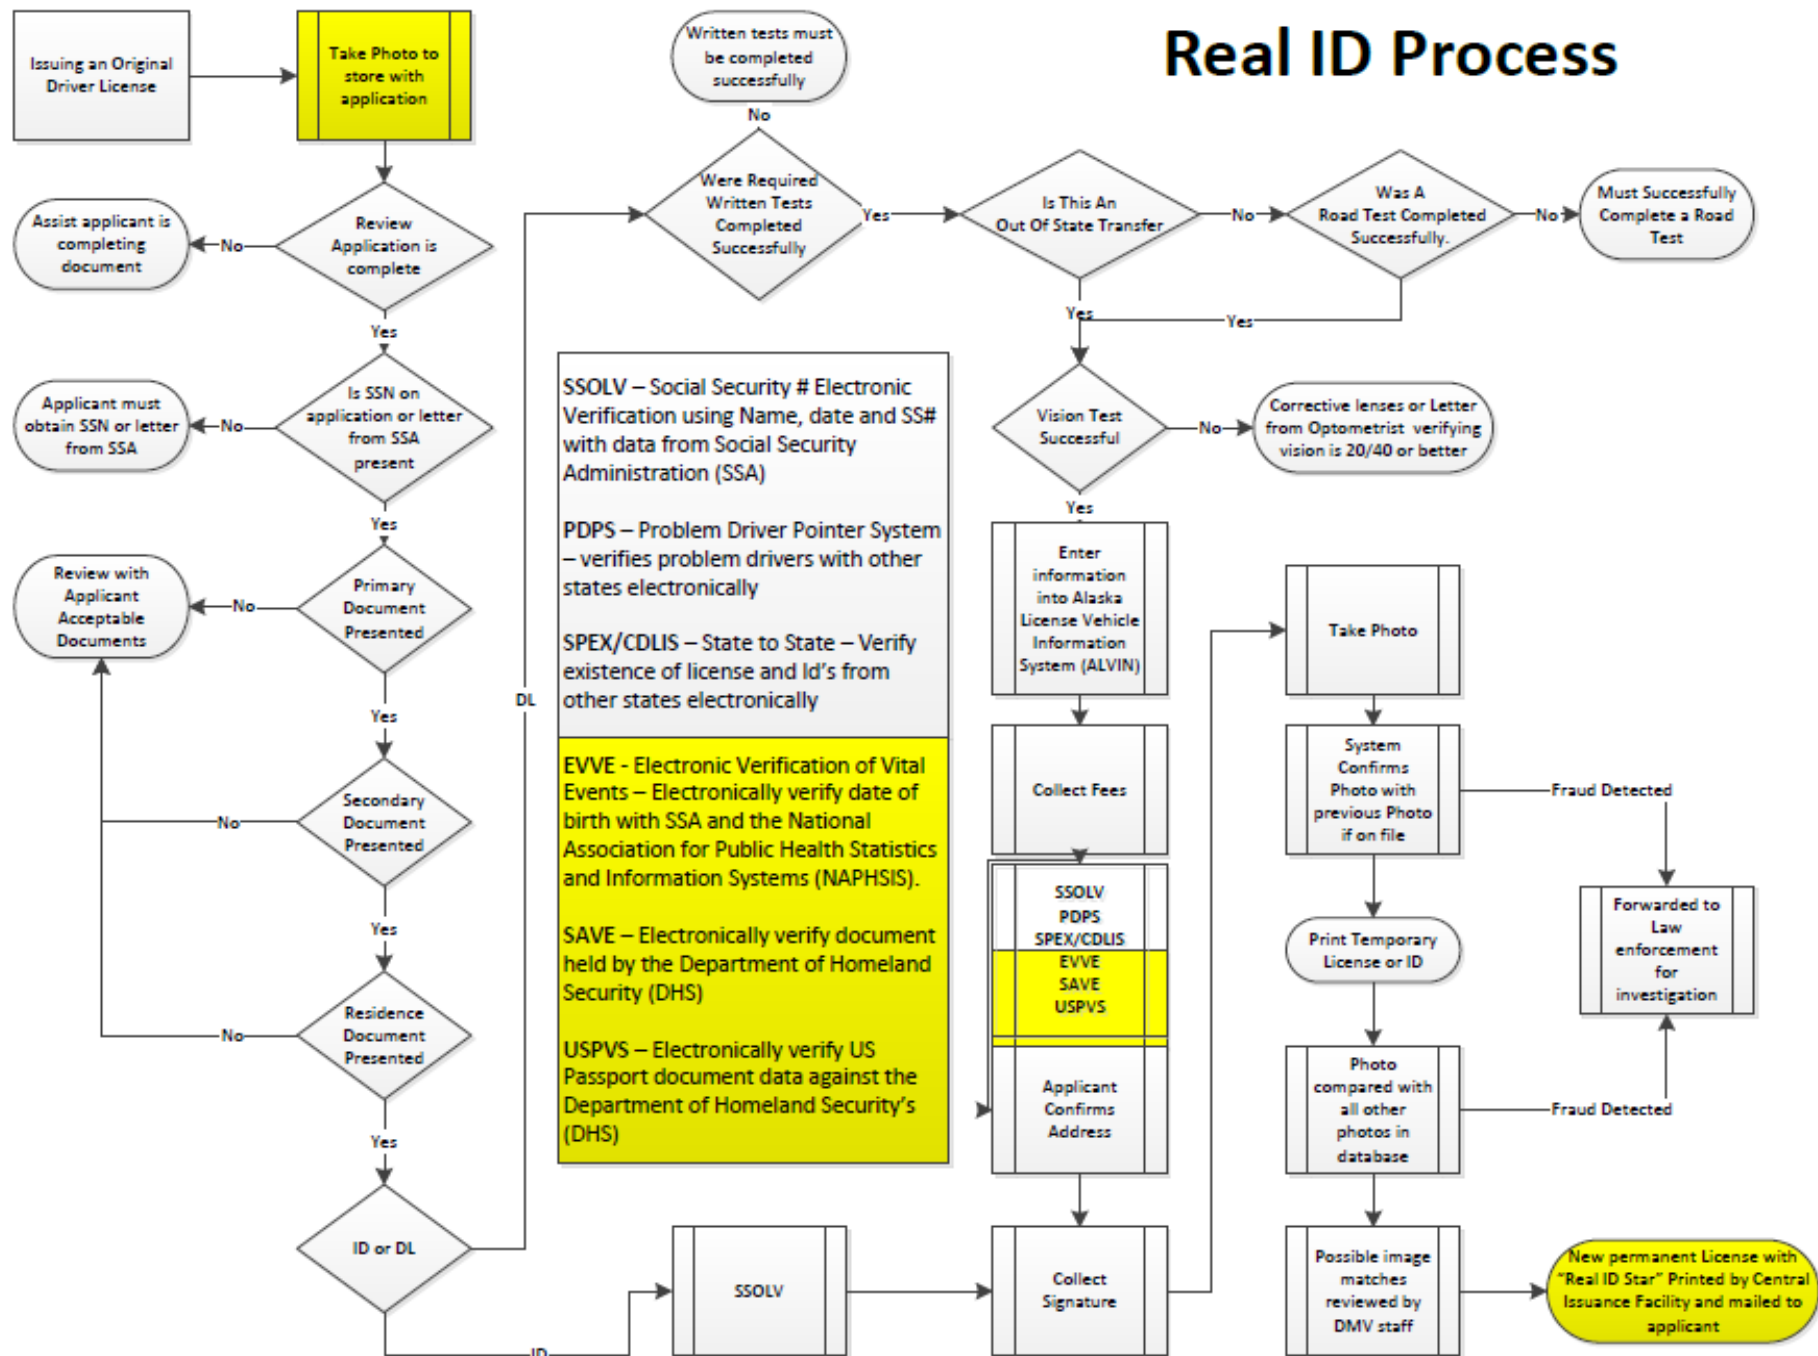 Real ID Process
Issuing an Original
Driver License
Take Photo to
store with
application
Review
Application is
complete
No
Assist applicant is
completing
document
Yes
Is SSN on
application or letter
from SSA
present
No
Applicant must
obtain SSN or letter
from SSA
Yes
Primary
Document
Presented
No
Review with
Applicant
Acceptable
Documents
Yes
Secondary
Document
Presented
No
Yes
Residence
Document
Presented
No
Yes
ID or DL
DL
ID
Written tests must
be completed
successfully
No
Were Required
Written Tests
Completed
Successfully
Yes
Is This An
Out Of State Transfer
No
Was A
Road Test Completed
Successfully.
No
Must Successfully
Complete a Road
Test
Yes
Yes
Vision Test
Successful
No
Corrective lenses or Letter
from Optometrist verifying
vision is 20/40 or better
Yes
SSOLV – Social Security # Electronic
Verification using Name, date and SS#
with data from Social Security
Administration (SSA)
PDPS – Problem Driver Pointer System
– verifies problem drivers with other
states electronically
SPEX/CDLIS – State to State – Verify
existence of license and Id's from
other states electronically
EVVE - Electronic Verification of Vital
Events – Electronically verify date of
birth with SSA and the National
Association for Public Health Statistics
and Information Systems (NAPHSIS).
SAVE – Electronically verify document
held by the Department of Homeland
Security (DHS)
USPVS – Electronically verify US
Passport document data against the
Department of Homeland Security's
(DHS)
Enter
information
into Alaska
License Vehicle
Information
System (ALVIN)
Collect Fees
SSOLV
PDPS
SPEX/CDLIS
EVVE
SAVE
USPVS
Applicant
Confirms
Address
SSOLV
Collect
Signature
Take Photo
System
Confirms
Photo with
previous Photo
if on file
Fraud Detected
Print Temporary
License or ID
Forwarded to
Law
enforcement
for
investigation
Photo
compared with
all other
photos in
database
Fraud Detected
Possible image
matches
reviewed by
DMV staff
New permanent License with
"Real ID Star" Printed by Central
Issuance Facility and mailed to
applicant